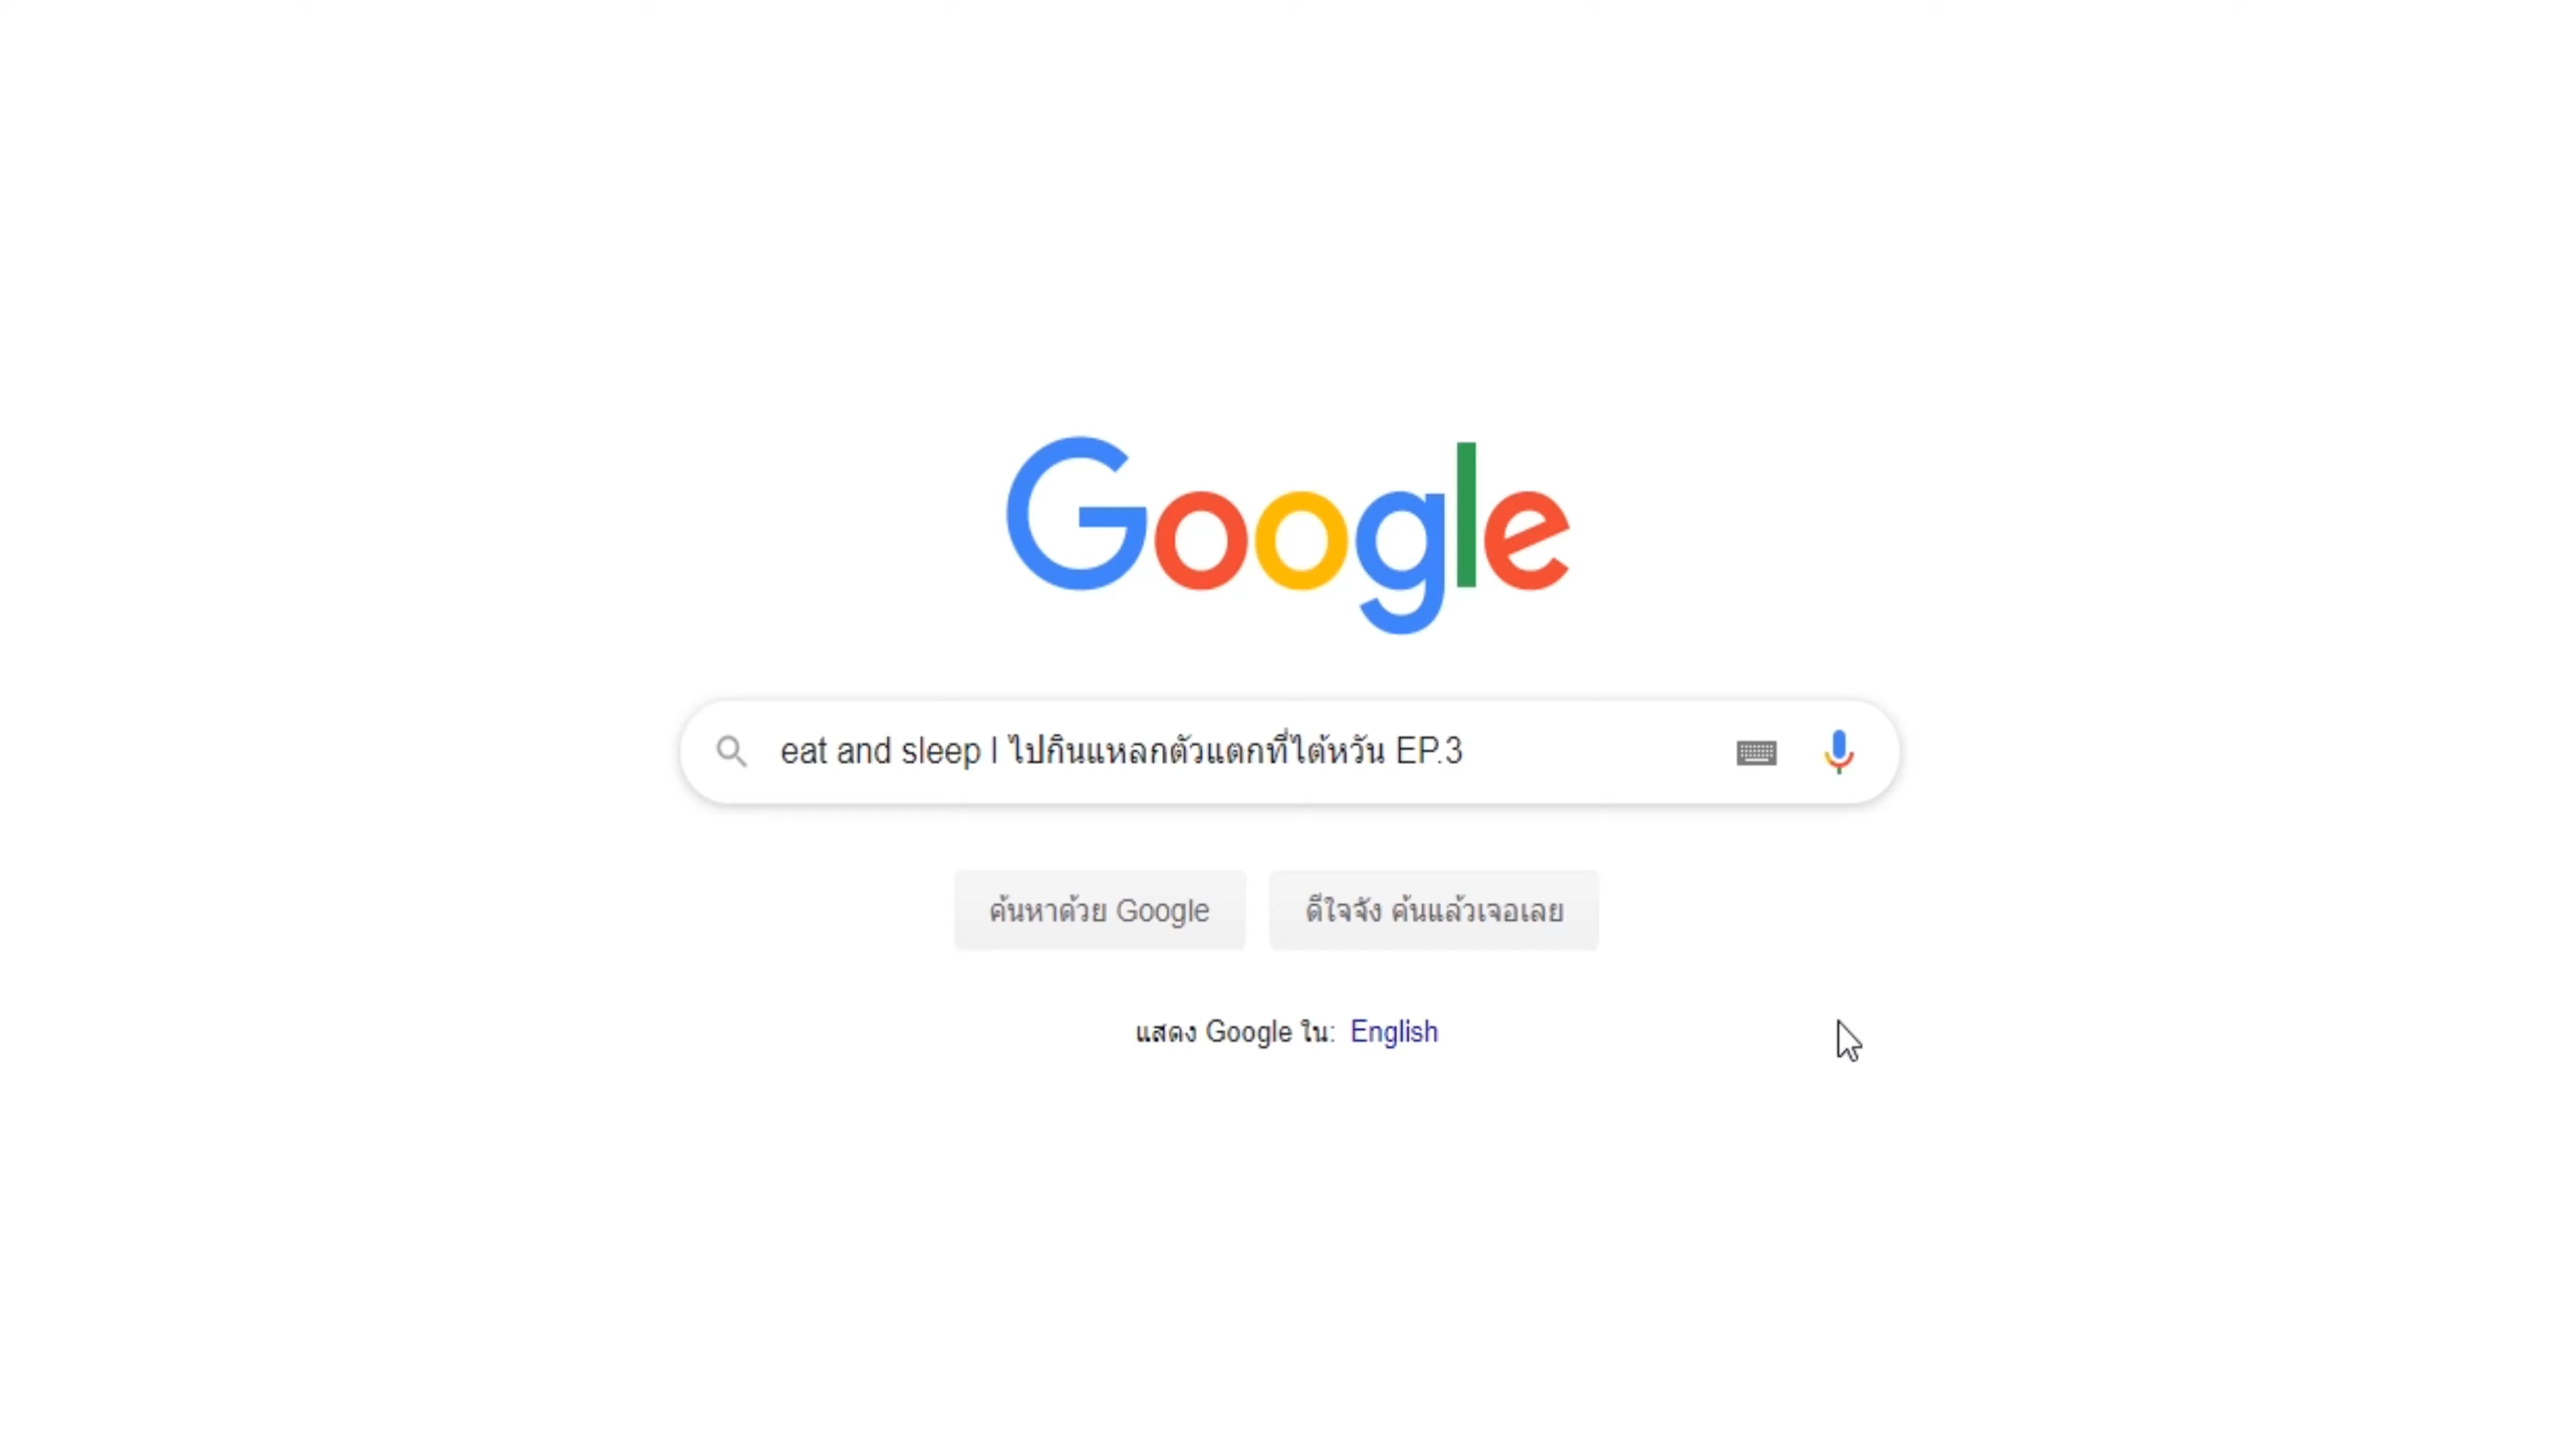 Google
eat and sleep l ไปกินแหลกตัวแตกที่ไต้หวัน EP.3
ค้นหาด้วย Google
ดีใจจัง ค้นแล้วเจอเลย
แสดง Google ใน: English